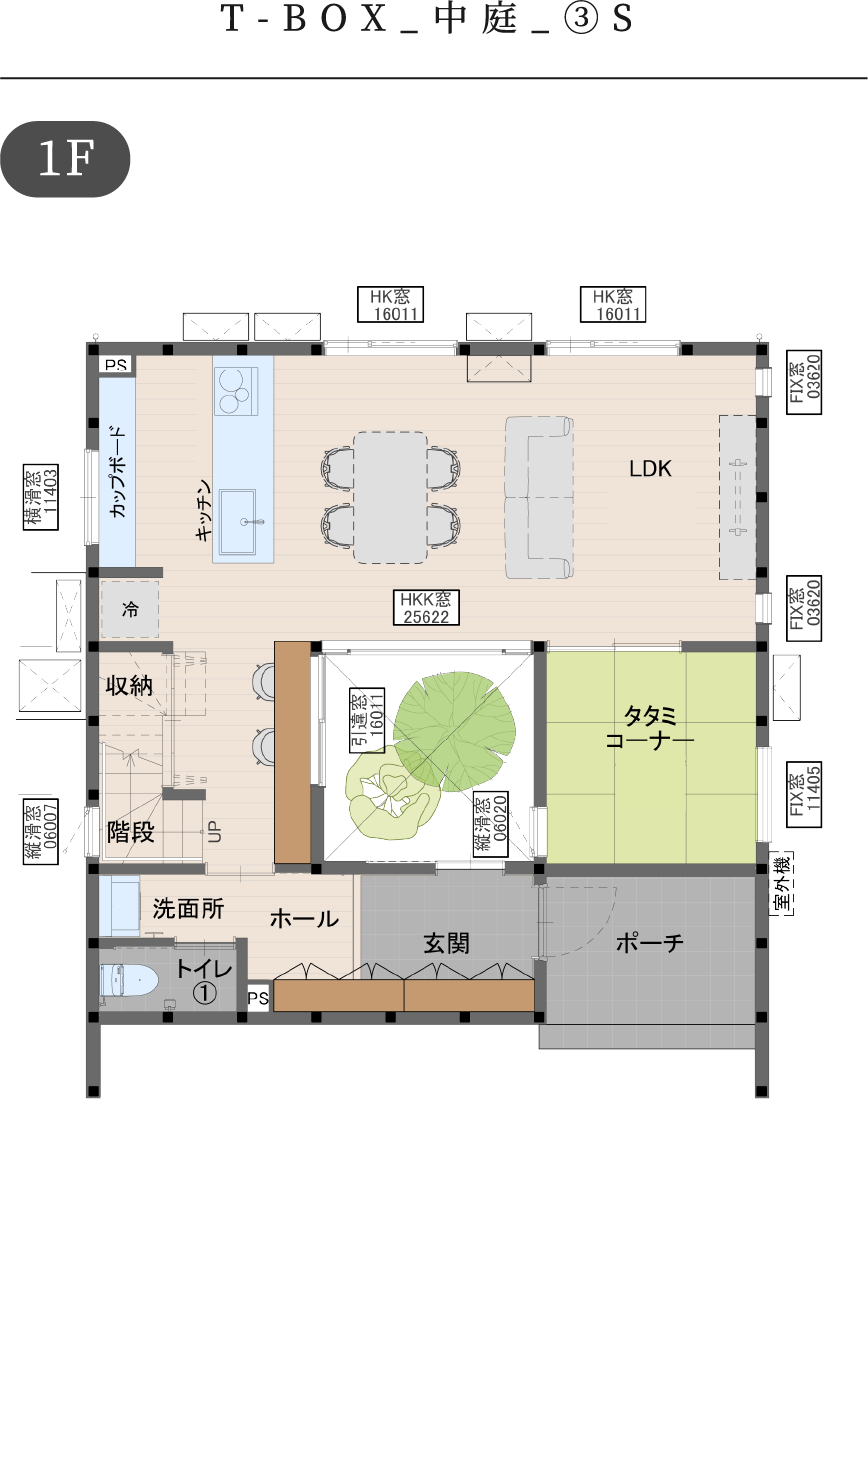 T-BOX_中庭_③S
1F
HK窓
16011
HK窓
16011
PS
FIX窓
03620
カップボード
キッチン
LDK
横滑窓
11403
冷
HKK窓
25622
FIX窓
03620
収納
引違窓
16011
タタミ
コーナー
FIX窓
11405
縦滑窓
06007
階段
UP
縦滑窓
06020
室外機
洗面所
ホール
玄関
ポーチ
トイレ
①
PS